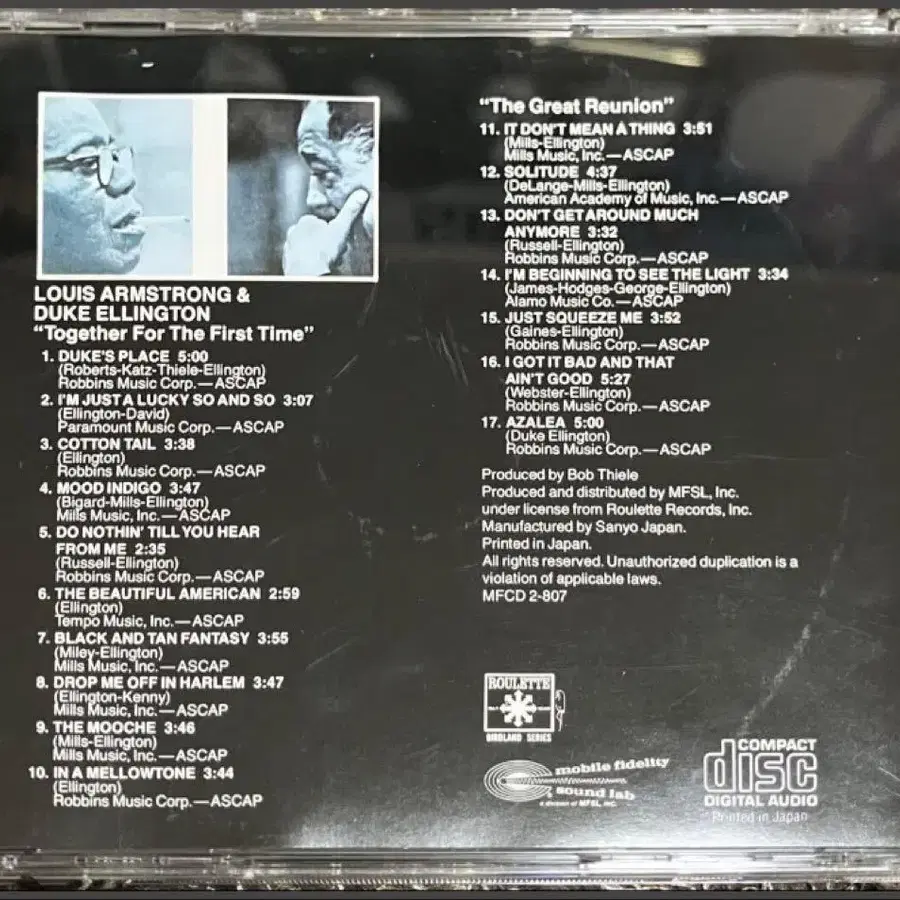 LOUIS ARMSTRONG &
DUKE ELLINGTON
“Together For The First Time”
1. DUKE'S PLACE 5:00
(Roberts-Katz-Thiele-Ellington)
Robbins Music Corp.—ASCAP
2. I'M JUST A LUCKY SO AND SO 3:07
(Ellington-David)
Paramount Music Corp.—ASCAP
3. COTTON TAIL 3:38
(Ellington)
Robbins Music Corp.—ASCAP
4. MOOD INDIGO 3:47
(Bigard-Mills-Ellington)
Mills Music, Inc.—ASCAP
5. DO NOTHIN' TILL YOU HEAR
FROM ME 2:35
(Russell-Ellington)
Robbins Music Corp.—ASCAP
6. THE BEAUTIFUL AMERICAN 2:59
(Ellington)
Tempo Music, Inc.—ASCAP
7. BLACK AND TAN FANTASY 3:55
(Miley-Ellington)
Mills Music, Inc.—ASCAP
8. DROP ME OFF IN HARLEM 3:47
(Ellington-Kenny)
Mills Music, Inc.—ASCAP
9. THE MOOCHE 3:46
(Mills-Ellington)
Mills Music, Inc.—ASCAP
10. IN A MELLOWTONE 3:44
(Ellington)
Robbins Music Corp.—ASCAP
“The Great Reunion”
11. IT DON'T MEAN A THING 3:51
(Mills-Ellington)
Mills Music, Inc.—ASCAP
12. SOLITUDE 4:37
(DeLange-Mills-Ellington)
American Academy of Music, Inc.—ASCAP
13. DON'T GET AROUND MUCH
ANYMORE 3:32
(Russell-Ellington)
Robbins Music Corp.—ASCAP
14. I'M BEGINNING TO SEE THE LIGHT 3:34
(James-Hodges-George-Ellington)
Alamo Music Co.—ASCAP
15. JUST SQUEEZE ME 3:52
(Gaines-Ellington)
Robbins Music Corp.—ASCAP
16. I GOT IT BAD AND THAT
AIN'T GOOD 5:27
(Webster-Ellington)
Robbins Music Corp.—ASCAP
17. AZALEA 5:00
(Duke Ellington)
Robbins Music Corp.—ASCAP
Produced by Bob Thiele
Produced and distributed by MFSL, Inc.
under license from Roulette Records, Inc.
Manufactured by Sanyo Japan.
Printed in Japan.
All rights reserved. Unauthorized duplication is a
violation of applicable laws.
MFCD 2-807
ROULETTE
BIRDLAND SERIES
mobile fidelity
sound lab
a division of MFSL, INC.
COMPACT
disc
DIGITAL AUDIO
Printed in Japan